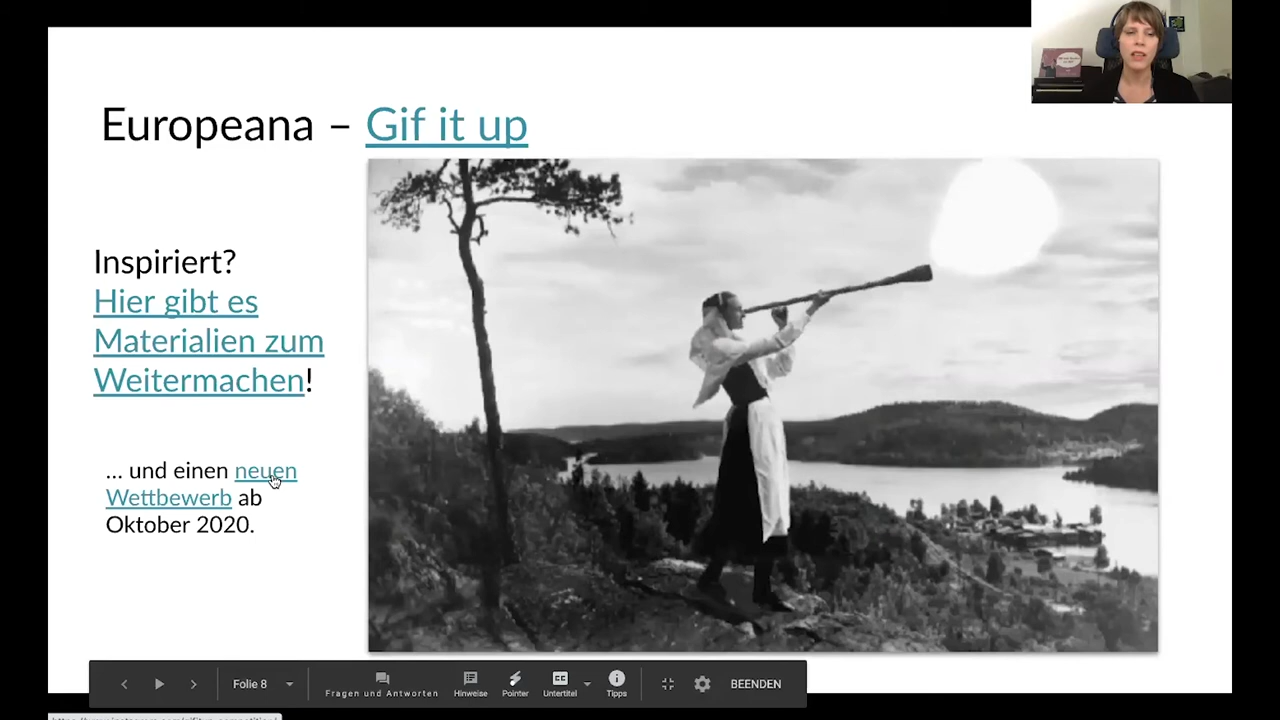 Europeana – Gif it up
Inspiriert?
Hier gibt es
Materialien zum
Weitermachen!
... und einen neuen
Wettbewerb ab
Oktober 2020.
Folie 8
Fragen und Antworten
Hinweise
Pointer
Untertitel
Tipps
BEENDEN